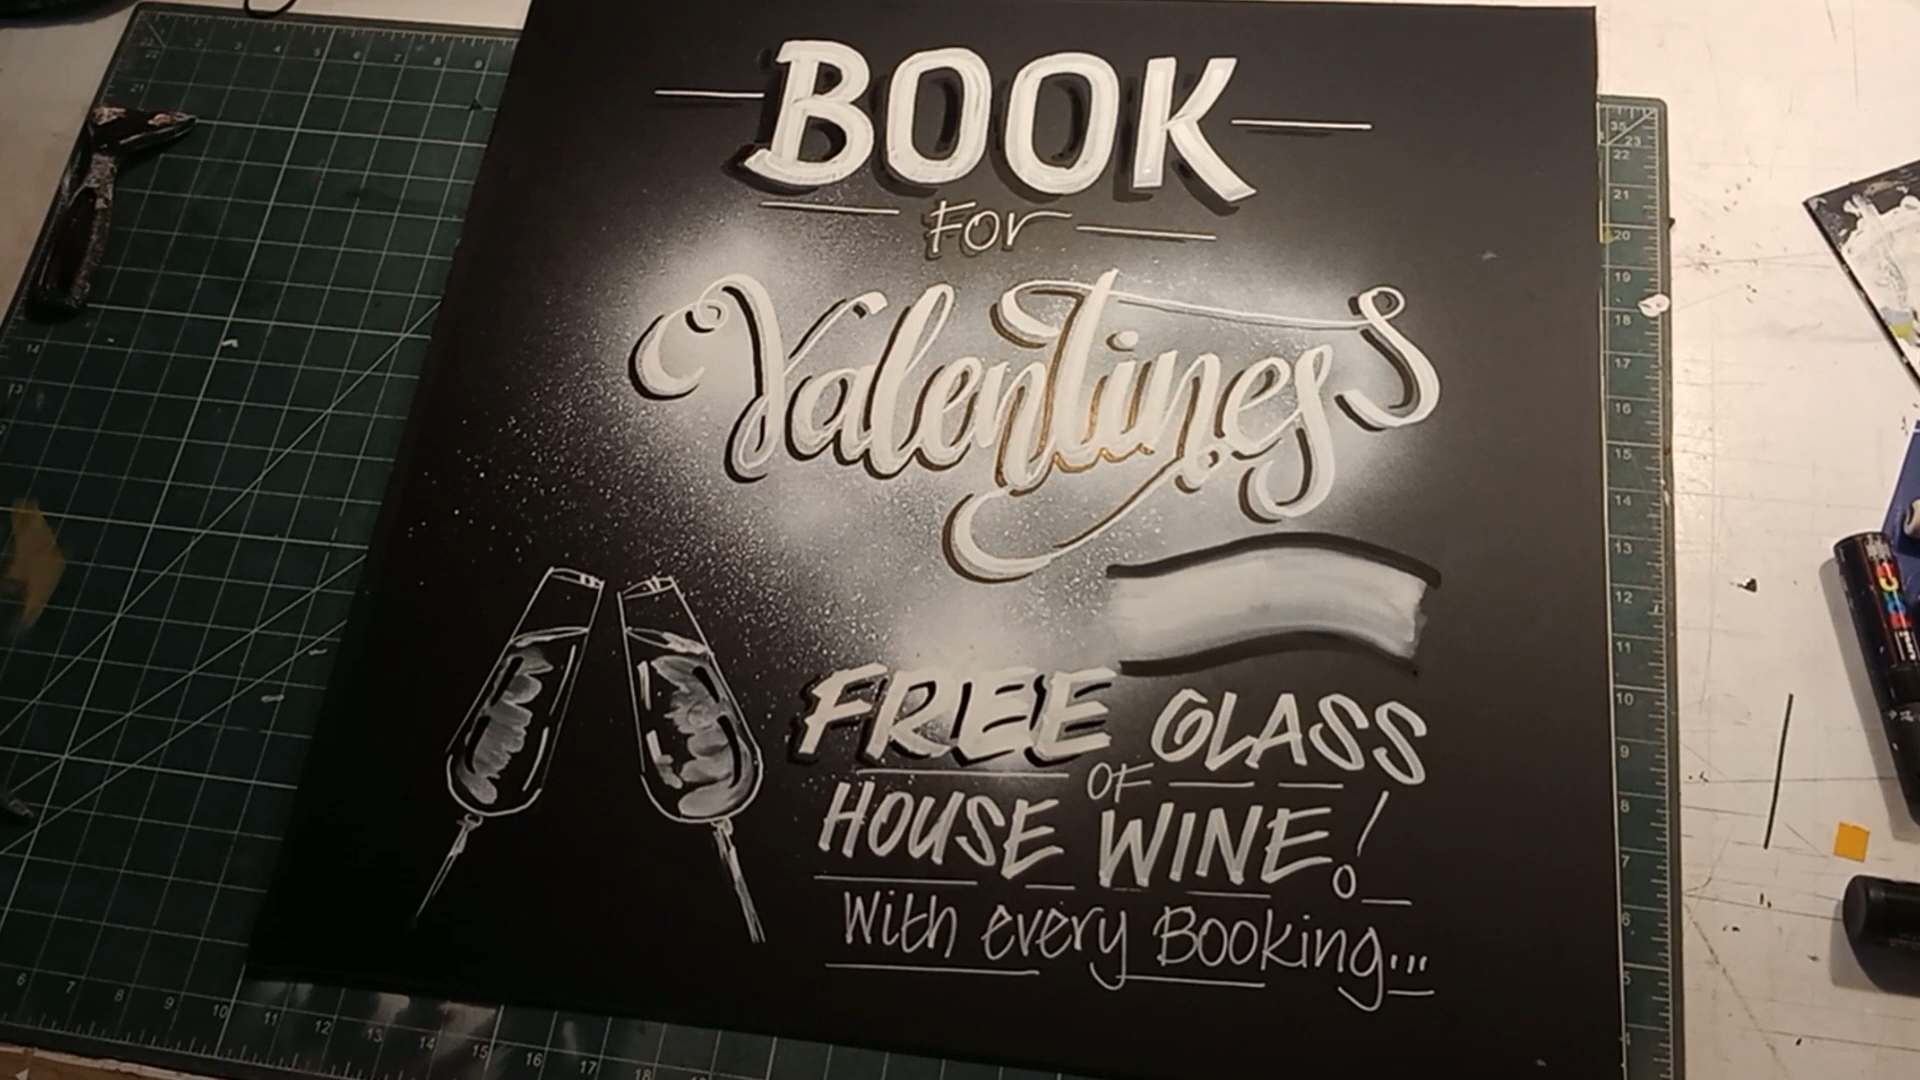 BOOK
For
Valentines
FREE GLASS
OF
HOUSE WINE!
With every Booking...